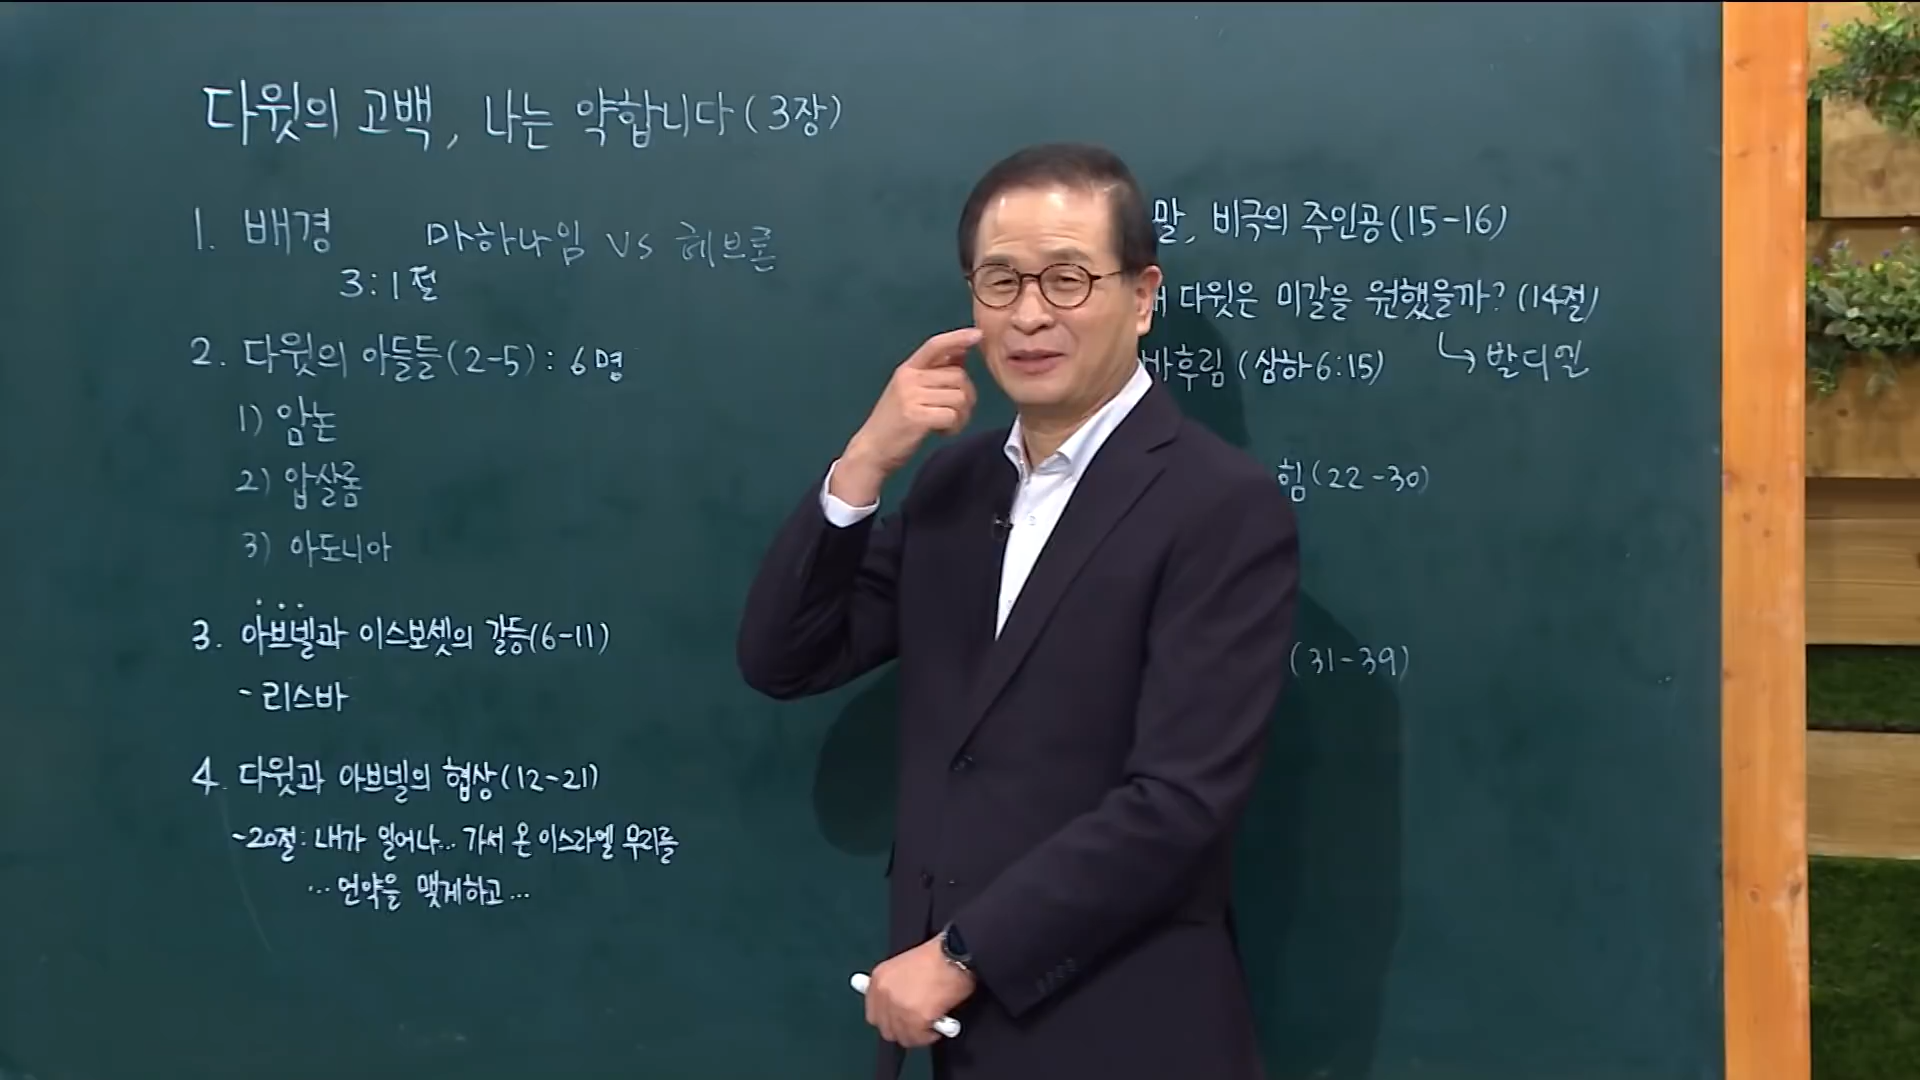 다윗의 고백, 나는 약합니다(3장)
1. 배경 마하나임 vs 헤브론
3:1절
2. 다윗의 아들들(2-5): 6명
1) 암논
2) 압살롬
3) 아도니아
3. 아브넬과 이스보셋의 갈등(6-11)
- 리스바
4. 다윗과 아브넬의 협상(12-21)
-20절: 내가 일어나.. 가서 온 이스라엘 무리를
... 언약을 맺게하고...
말, 비극의 주인공(15-16)
다윗은 미갈을 원했을까? (14절)
바후림 (삼하6:15) ↳ 발디엘
힘(22-30)
(31-39)